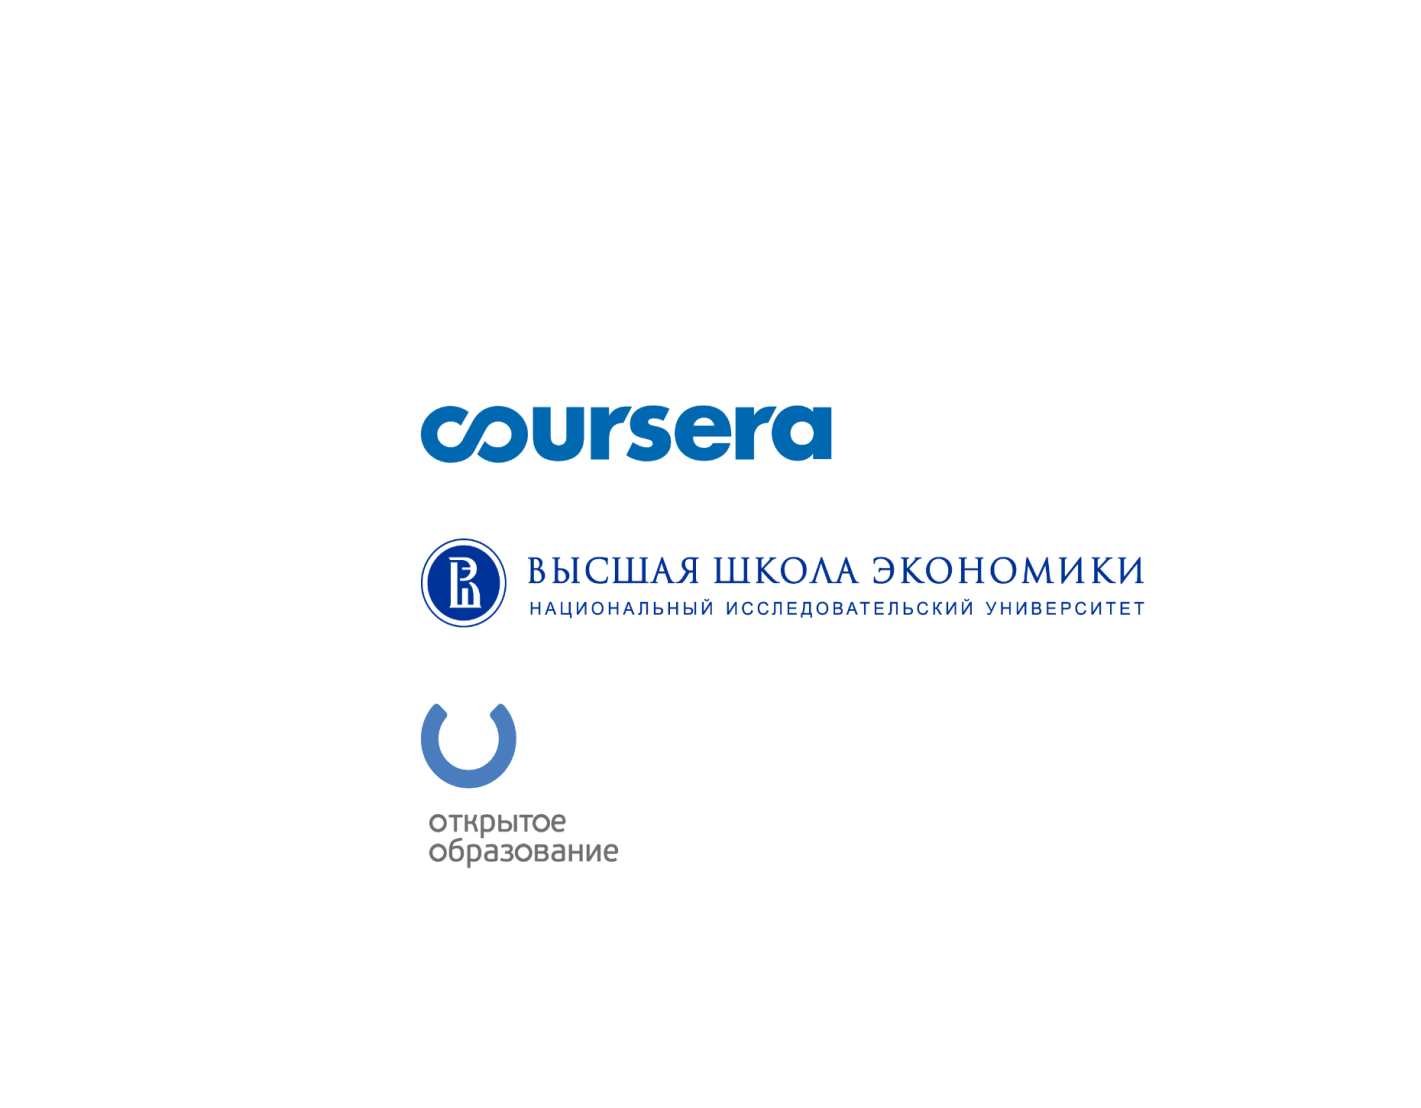 coursera
ВЫСШАЯ ШКОЛА ЭКОНОМИКИ
НАЦИОНАЛЬНЫЙ ИССЛЕДОВАТЕЛЬСКИЙ УНИВЕРСИТЕТ
открытое
образование